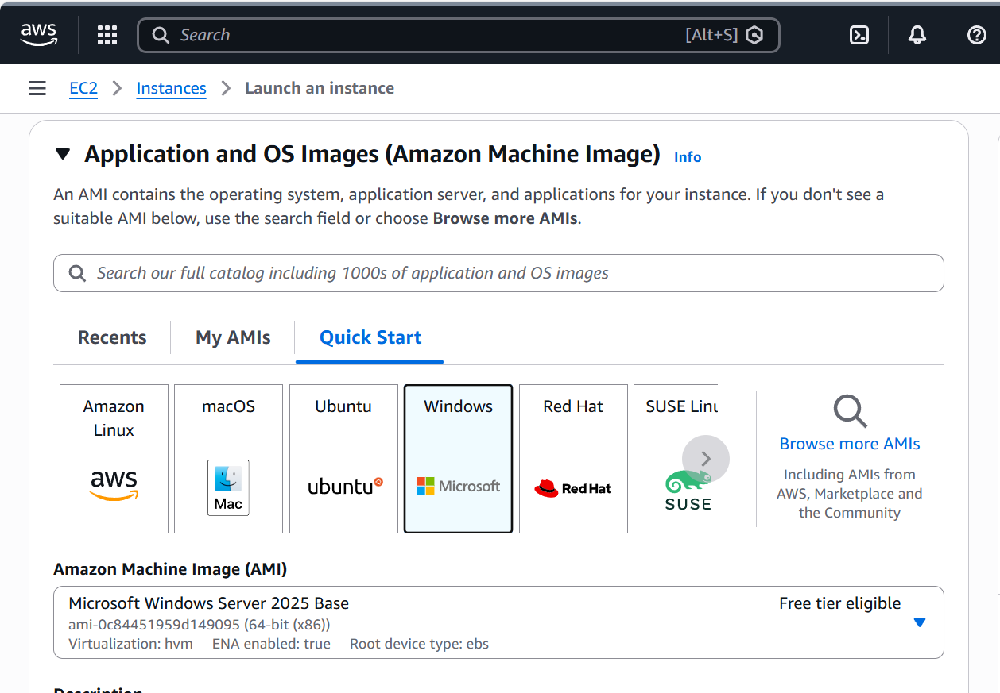 aws
Search [Alt+S]
EC2 Instances Launch an instance
Application and OS Images (Amazon Machine Image) Info
An AMI contains the operating system, application server, and applications for your instance. If you don't see a
suitable AMI below, use the search field or choose Browse more AMIs.
Search our full catalog including 1000s of application and OS images
Recents My AMIs Quick Start
Amazon
Linux
aws
macOS
Mac
Ubuntu
ubuntu
Windows
Microsoft
Red Hat
Red Hat
SUSE Linu
SUSE
Browse more AMIs
Including AMIs from
AWS, Marketplace and
the Community
Amazon Machine Image (AMI)
Microsoft Windows Server 2025 Base Free tier eligible
ami-0c84451959d149095 (64-bit (x86))
Virtualization: hvm ENA enabled: true Root device type: ebs
Description